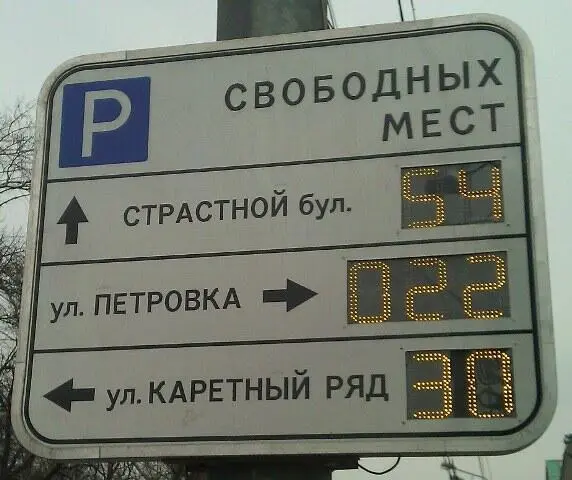 P СВОБОДНЫХ
МЕСТ
СТРАСТНОЙ бул. 54
ул. ПЕТРОВКА 022
ул. КАРЕТНЫЙ РЯД 30